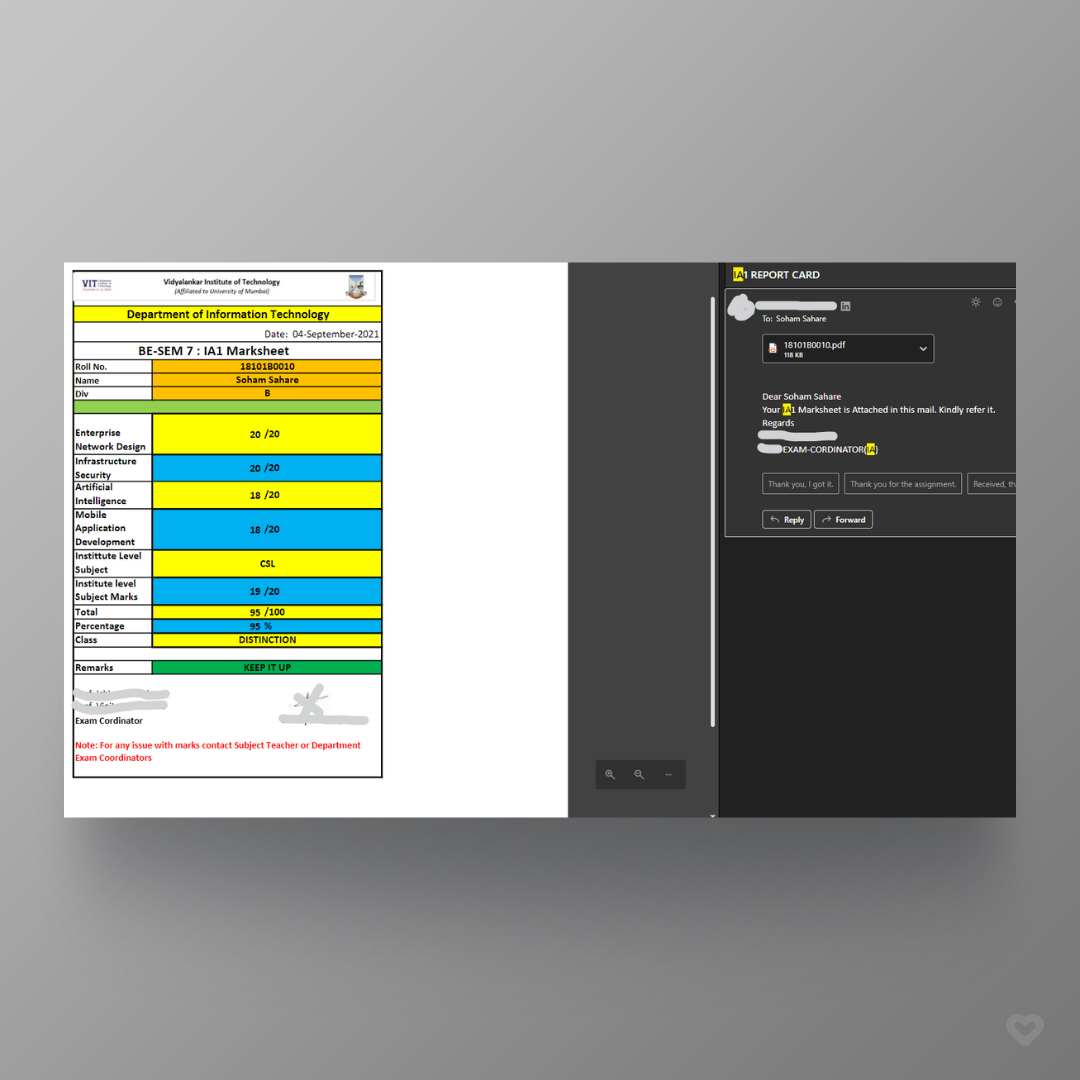 VIT
Vidyalankar Institute of Technology
(Affiliated to University of Mumbai)
Department of Information Technology
Date: 04-September-2021
BE-SEM 7 : IA1 Marksheet
Roll No. 18101B0010
Name Soham Sahare
Div B
Enterprise
Network Design 20 /20
Infrastructure
Security 20 /20
Artificial
Intelligence 18 /20
Mobile
Application
Development 18 /20
Instittute Level
Subject CSL
Institute level
Subject Marks 19 /20
Total 95 /100
Percentage 95 %
Class DISTINCTION
Remarks KEEP IT UP
Exam Cordinator
Note: For any issue with marks contact Subject Teacher or Department
Exam Coordinators
IA1 REPORT CARD
To: Soham Sahare
18101B0010.pdf
118 KB
Dear Soham Sahare
Your IA1 Marksheet is Attached in this mail. Kindly refer it.
Regards
EXAM-CORDINATOR(IA)
Thank you, I got it.
Thank you for the assignment.
Received, th
Reply
Forward